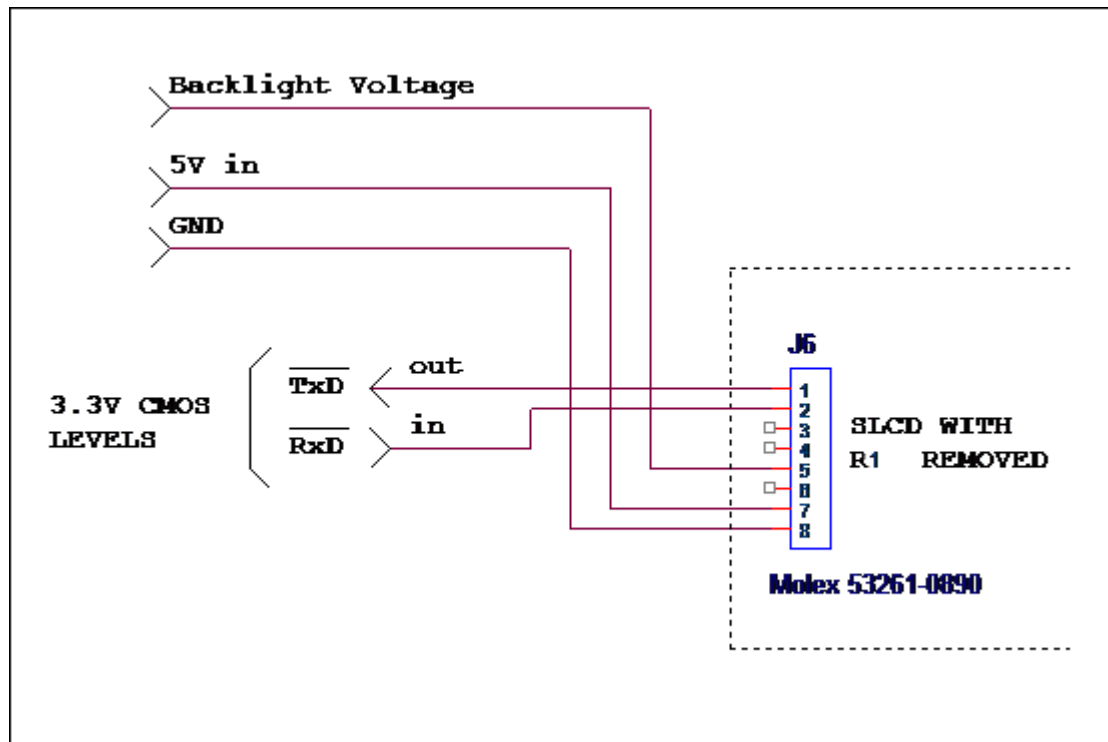 Backlight Voltage
5V in
GND
TxD
out
RxD
in
3.3V CMOS
LEVELS
J6
1
2
3
4
5
6
7
8
SLCD WITH
R1 REMOVED
Molex 53261-0890